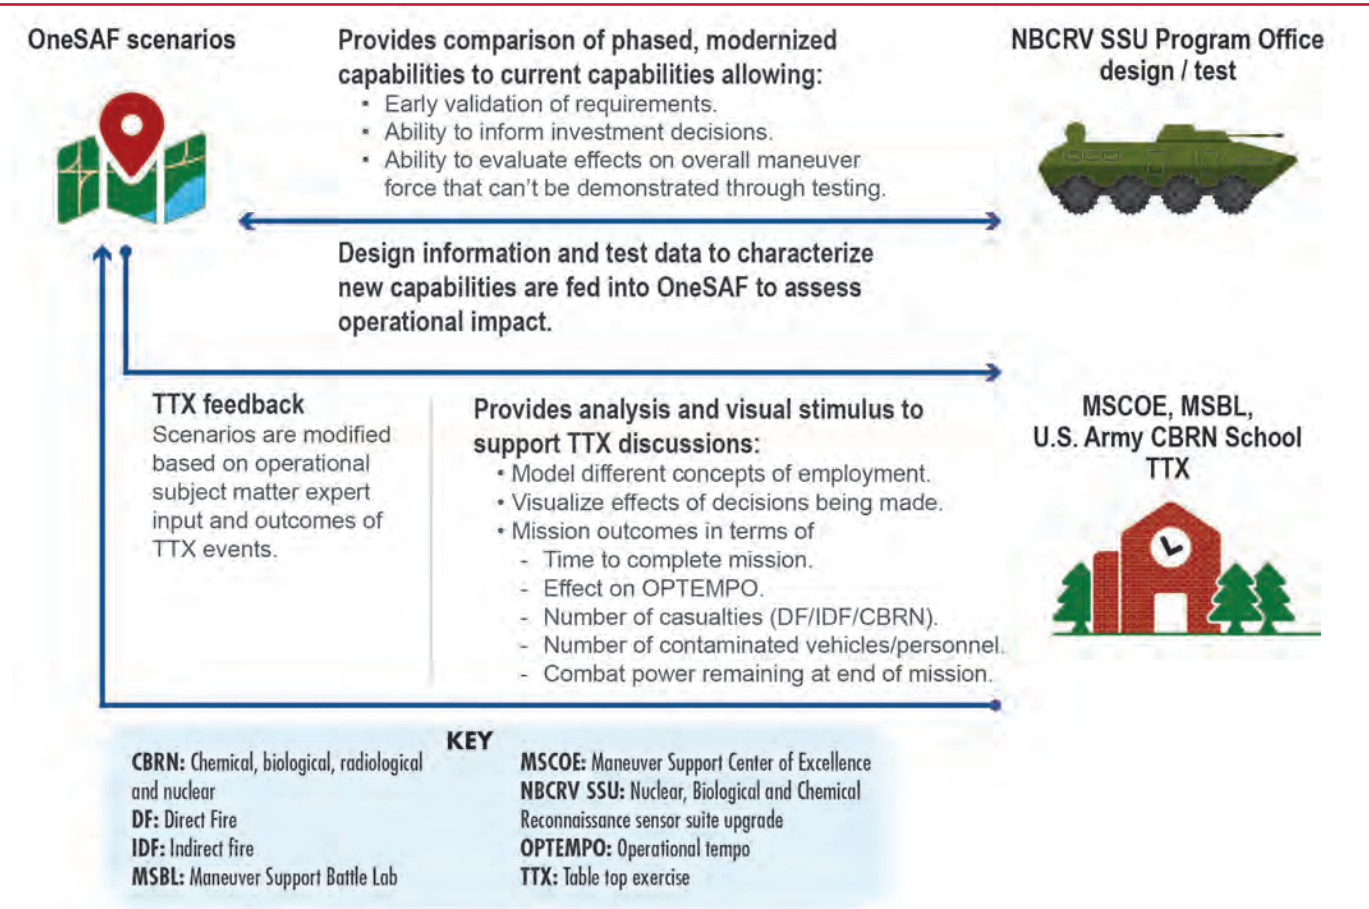 OneSAF scenarios
Provides comparison of phased, modernized
capabilities to current capabilities allowing:
▪ Early validation of requirements.
▪ Ability to inform investment decisions.
▪ Ability to evaluate effects on overall maneuver
force that can’t be demonstrated through testing.
NBCRV SSU Program Office
design / test
Design information and test data to characterize
new capabilities are fed into OneSAF to assess
operational impact.
TTX feedback
Scenarios are modified
based on operational
subject matter expert
input and outcomes of
TTX events.
Provides analysis and visual stimulus to
support TTX discussions:
• Model different concepts of employment.
• Visualize effects of decisions being made.
• Mission outcomes in terms of
- Time to complete mission.
- Effect on OPTEMPO.
- Number of casualties (DF/IDF/CBRN).
- Number of contaminated vehicles/personnel.
- Combat power remaining at end of mission.
MSCOE, MSBL,
U.S. Army CBRN School
TTX
KEY
CBRN: Chemical, biological, radiological
and nuclear
DF: Direct Fire
IDF: Indirect fire
MSBL: Maneuver Support Battle Lab
MSCOE: Maneuver Support Center of Excellence
NBCRV SSU: Nuclear, Biological and Chemical
Reconnaissance sensor suite upgrade
OPTEMPO: Operational tempo
TTX: Table top exercise